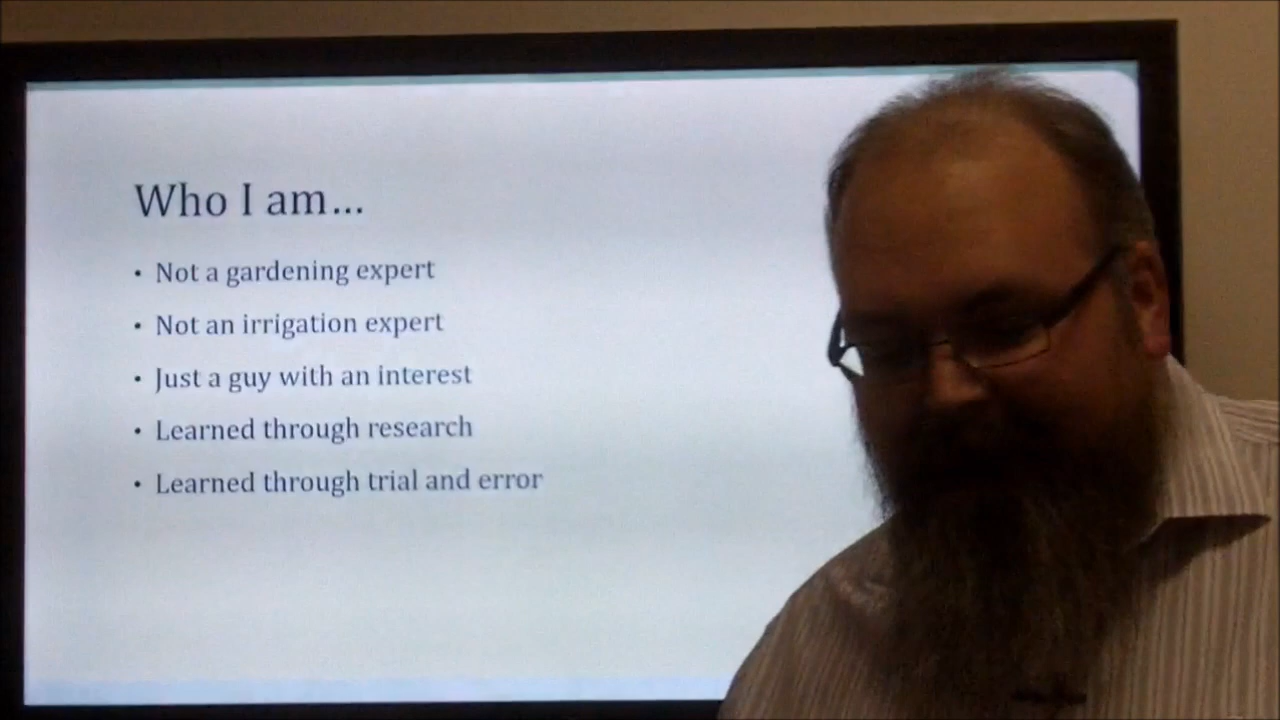 Who I am...
• Not a gardening expert
• Not an irrigation expert
• Just a guy with an interest
• Learned through research
• Learned through trial and error